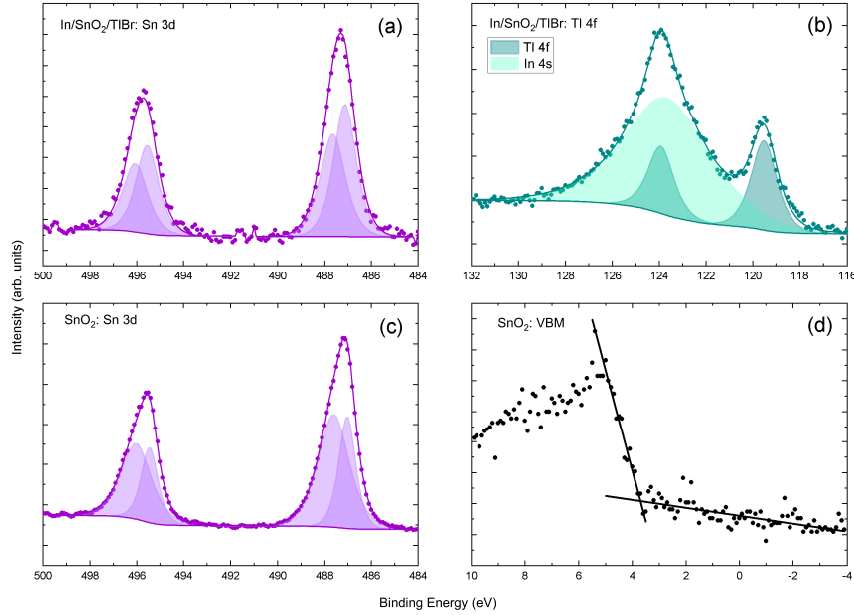 In/SnO₂/TlBr: Sn 3d
(a)
500 498 496 494 492 490 488 486 484
In/SnO₂/TlBr: Tl 4f
(b)
Tl 4f
In 4s
132 130 128 126 124 122 120 118 116
Intensity (arb. units)
SnO₂: Sn 3d
(c)
500 498 496 494 492 490 488 486 484
SnO₂: VBM
(d)
10 8 6 4 2 0 -2 -4
Binding Energy (eV)